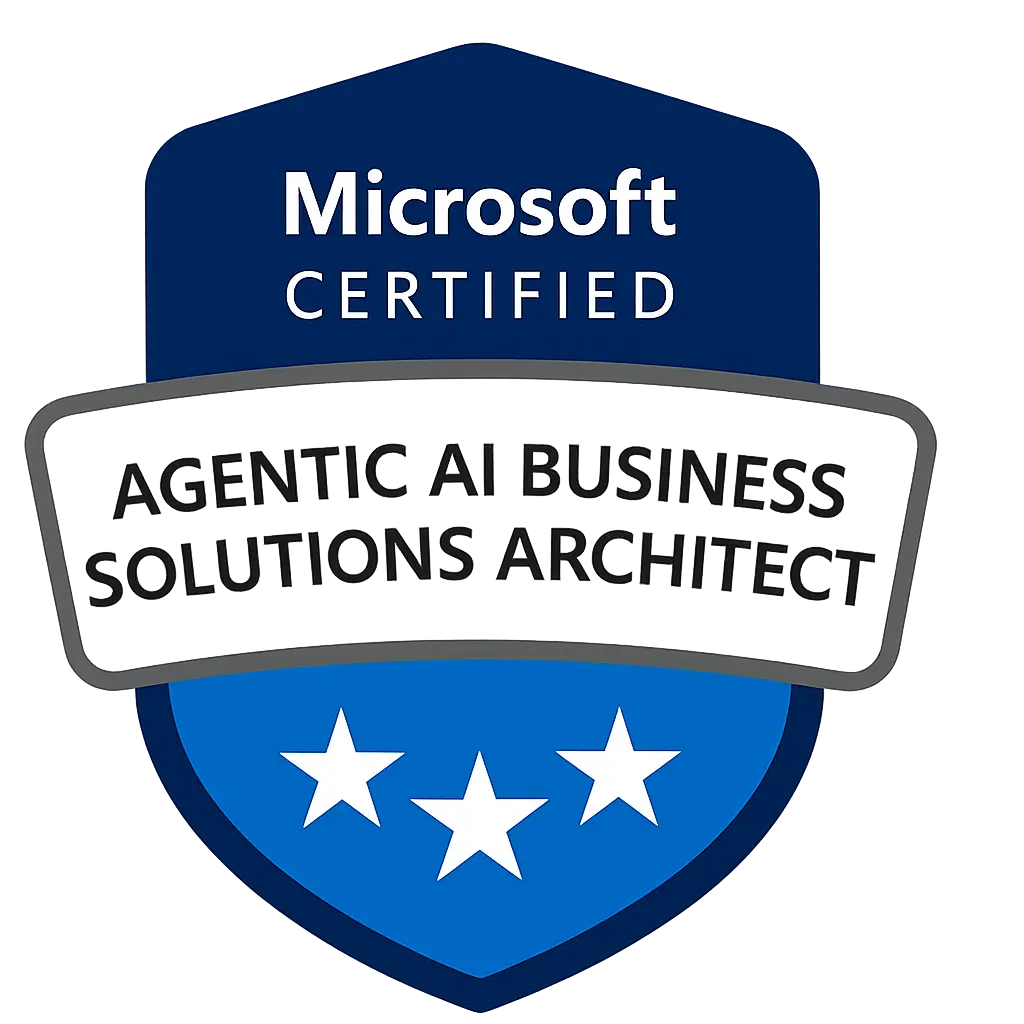 Microsoft
CERTIFIED
AGENTIC AI BUSINESS
SOLUTIONS ARCHITECT